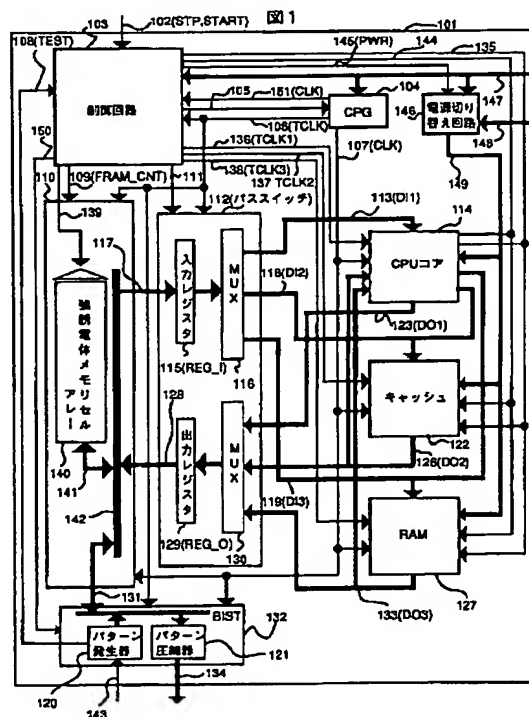 図1
101
102(STP,START)
103
108(TEST)
145(PWR)
144
135
制御回路
151(CLK)
105
104
CPG
106(TCLK)
107(CLK)
146
電源切り替え回路
147
148
149
150
110
109(FRAM_CNT)
111
136(TCLK1)
138(TCLK3)
137 TCLK2
139
112(パススイッチ)
113(DI1)
114
117
CPUコア
入力レジスタ
MUX
118(DI2)
123(DO1)
強誘電体メモリセルアレー
115(REG_I)
116
キャッシュ
128
122
140
141
出力レジスタ
MUX
126(DO2)
142
119(DI3)
129(REG_O)
130
RAM
131
127
133(DO3)
BIST
132
パターン発生器
パターン圧縮器
121
120
134
143